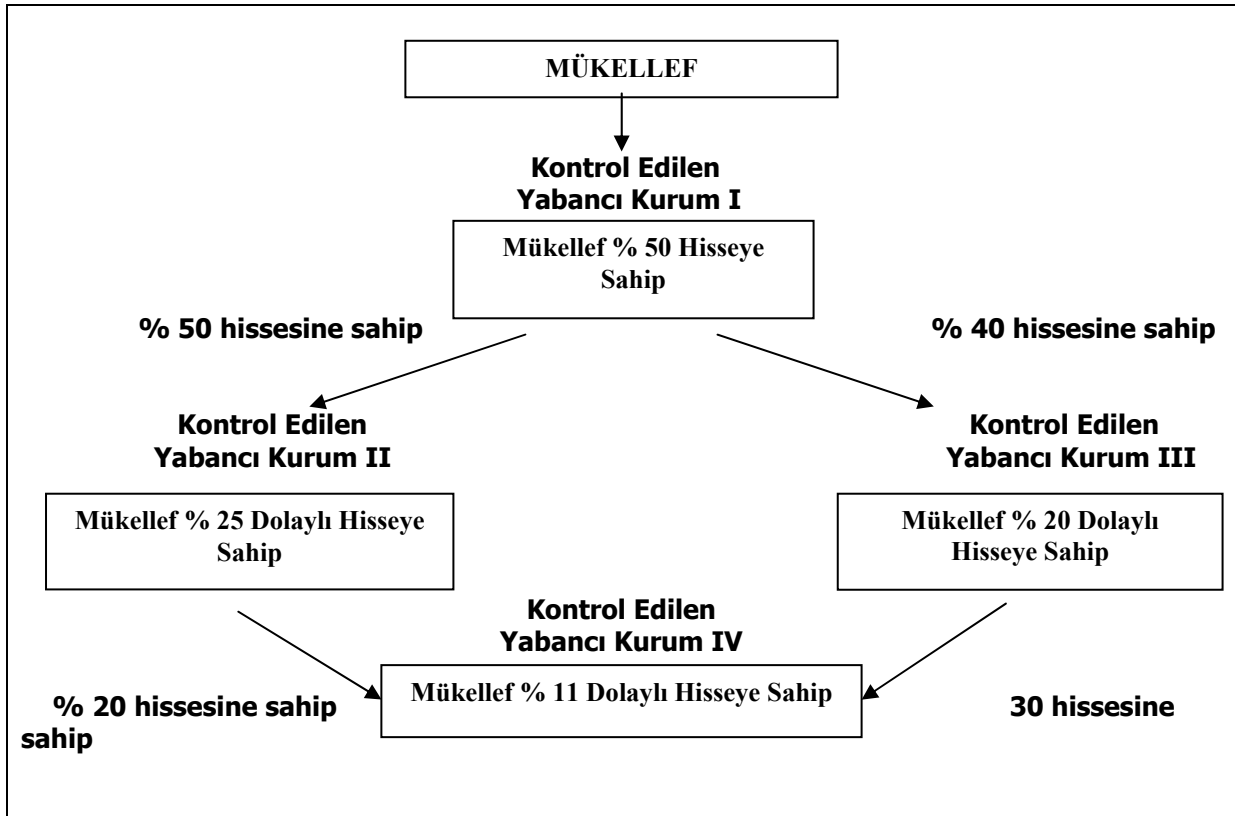 MÜKELLEF
Kontrol Edilen
Yabancı Kurum I
Mükellef % 50 Hisseye
Sahip
% 50 hissesine sahip
% 40 hissesine sahip
Kontrol Edilen
Yabancı Kurum II
Kontrol Edilen
Yabancı Kurum III
Mükellef % 25 Dolaylı Hisseye
Sahip
Mükellef % 20 Dolaylı
Hisseye Sahip
Kontrol Edilen
Yabancı Kurum IV
Mükellef % 11 Dolaylı Hisseye Sahip
% 20 hissesine sahip
30 hissesine
sahip